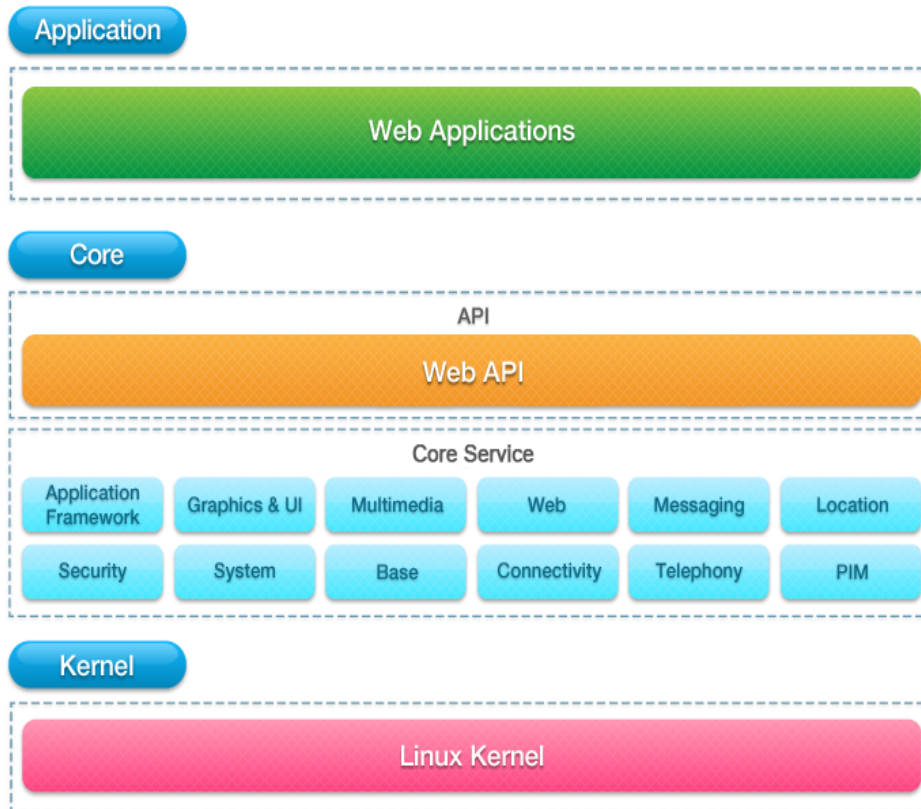 Application
Web Applications
Core
API
Web API
Core Service
Application
Framework
Graphics & UI
Multimedia
Web
Messaging
Location
Security
System
Base
Connectivity
Telephony
PIM
Kernel
Linux Kernel